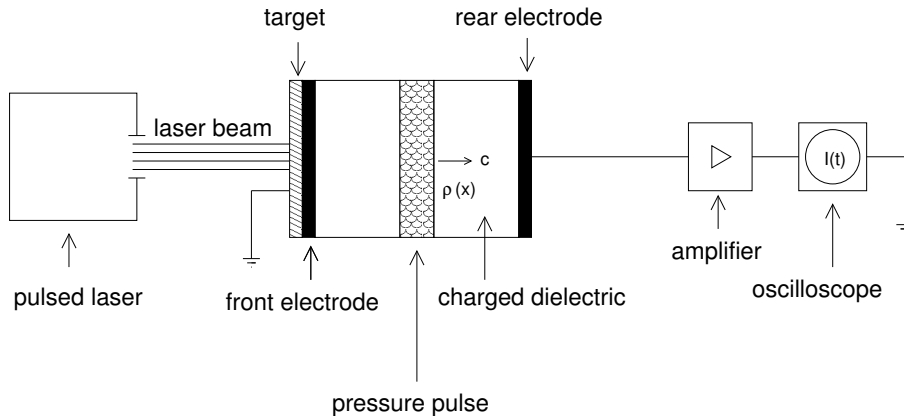 target
rear electrode
laser beam
c
ρ (x)
I(t)
pulsed laser
front electrode
charged dielectric
amplifier
oscilloscope
pressure pulse